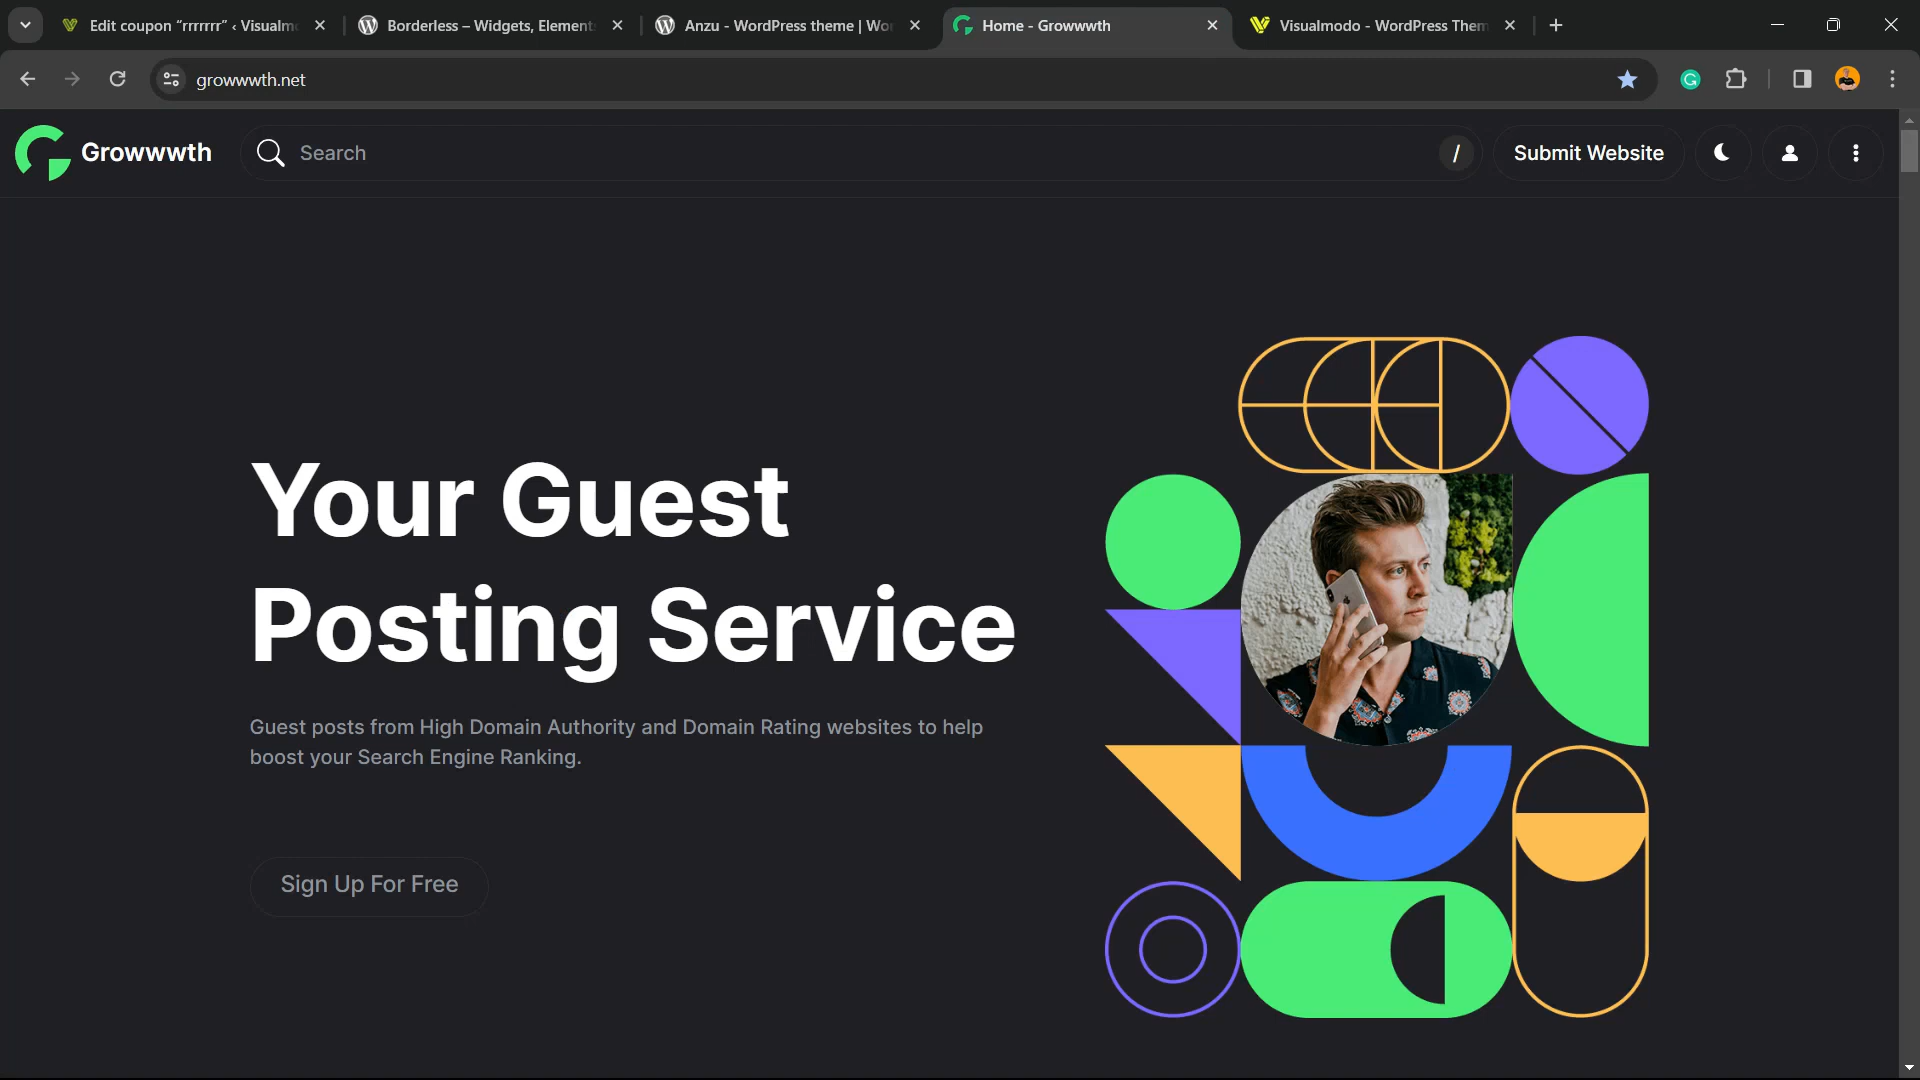 Edit coupon “rrrrrr” ‹ Visualm
Borderless – Widgets, Element
Anzu - WordPress theme | Wo
Home - Growwwth
Visualmodo - WordPress Them
growwwth.net
Growwwth
Search
/
Submit Website
Your Guest
Posting Service
Guest posts from High Domain Authority and Domain Rating websites to help
boost your Search Engine Ranking.
Sign Up For Free